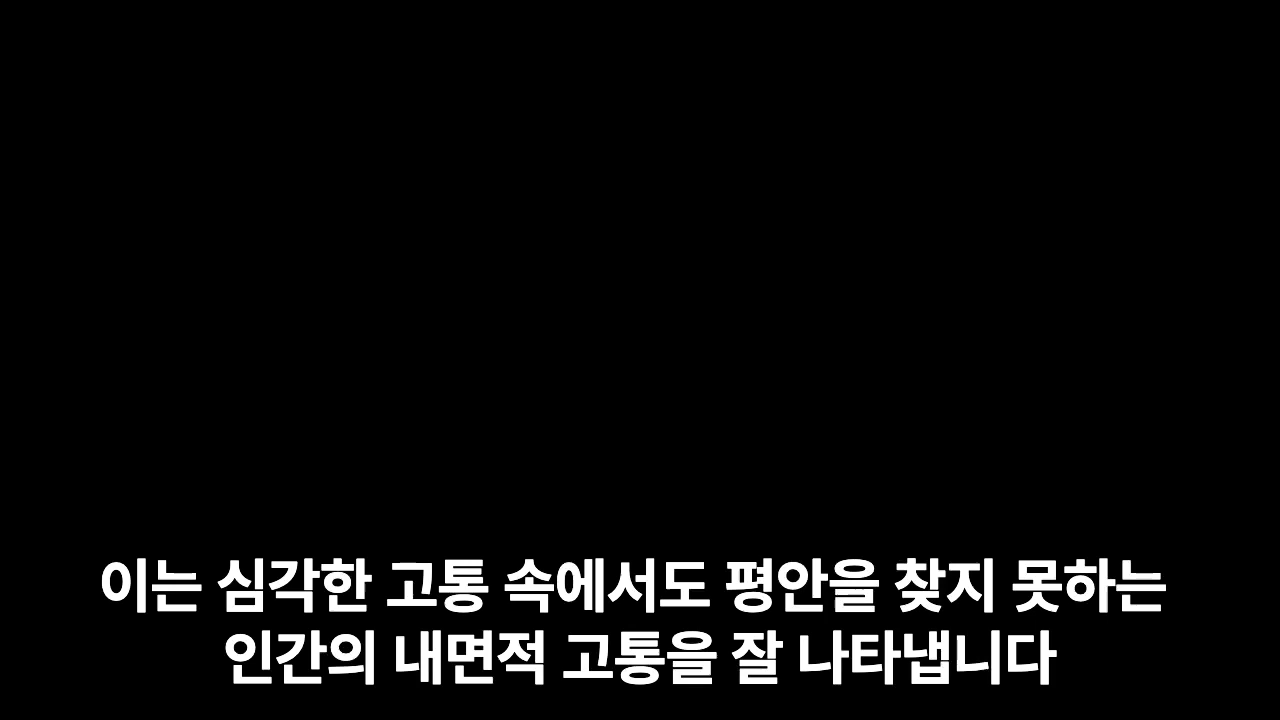 이는 심각한 고통 속에서도 평안을 찾지 못하는
인간의 내면적 고통을 잘 나타냅니다